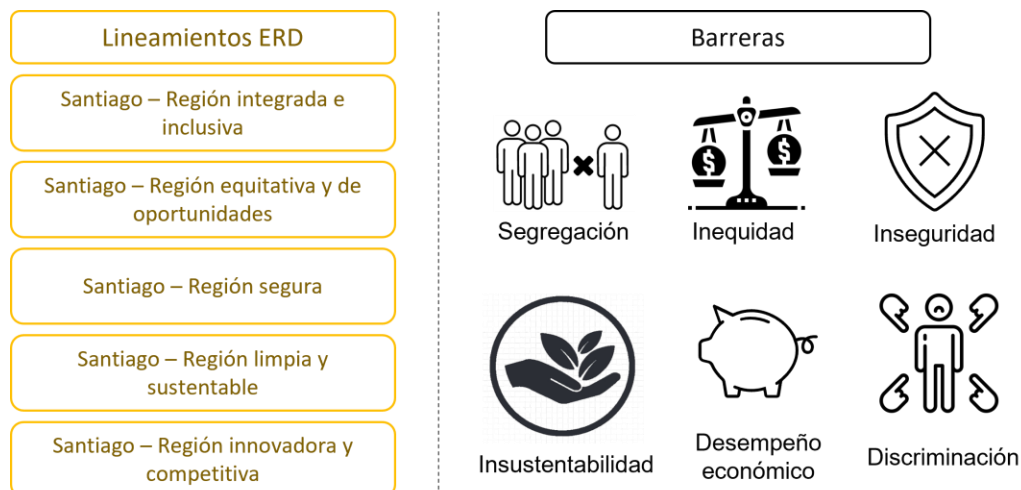 Lineamientos ERD
Santiago – Región integrada e
inclusiva
Santiago – Región equitativa y de
oportunidades
Santiago – Región segura
Santiago – Región limpia y
sustentable
Santiago – Región innovadora y
competitiva
Barreras
$ $
Segregación
Inequidad
Inseguridad
Insustentabilidad
Desempeño
económico
Discriminación